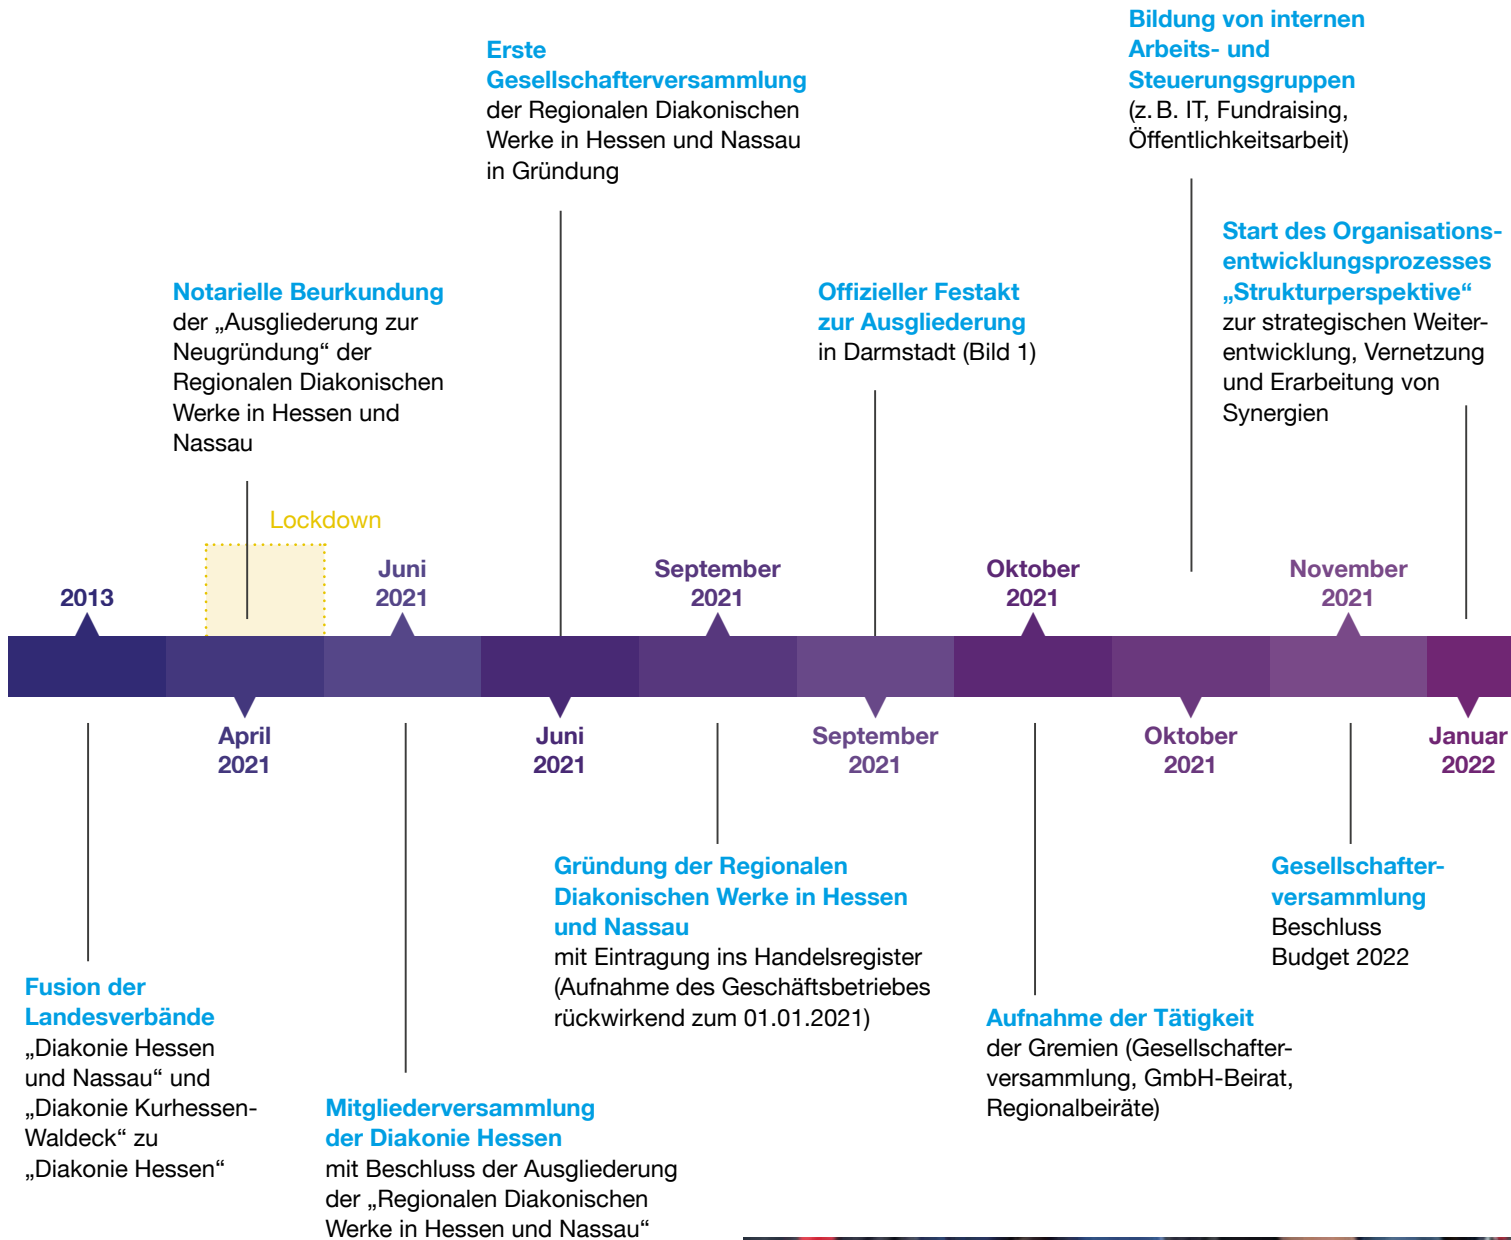 Bildung von internen
Arbeits- und
Steuerungsgruppen
(z. B. IT, Fundraising,
Öffentlichkeitsarbeit)
Erste
Gesellschafterversammlung
der Regionalen Diakonischen
Werke in Hessen und Nassau
in Gründung
Start des Organisations-
entwicklungsprozesses
„Strukturperspektive“
zur strategischen Weiter-
entwicklung, Vernetzung
und Erarbeitung von
Synergien
Notarielle Beurkundung
der „Ausgliederung zur
Neugründung“ der
Regionalen Diakonischen
Werke in Hessen und
Nassau
Offizieller Festakt
zur Ausgliederung
in Darmstadt (Bild 1)
Lockdown
2013
Juni
2021
September
2021
Oktober
2021
November
2021
April
2021
Juni
2021
September
2021
Oktober
2021
Januar
2022
Fusion der
Landesverbände
„Diakonie Hessen
und Nassau“ und
„Diakonie Kurhessen-
Waldeck“ zu
„Diakonie Hessen“
Mitgliederversammlung
der Diakonie Hessen
mit Beschluss der Ausgliederung
der „Regionalen Diakonischen
Werke in Hessen und Nassau“
Gründung der Regionalen
Diakonischen Werke in Hessen
und Nassau
mit Eintragung ins Handelsregister
(Aufnahme des Geschäftsbetriebes
rückwirkend zum 01.01.2021)
Aufnahme der Tätigkeit
der Gremien (Gesellschafter-
versammlung, GmbH-Beirat,
Regionalbeiräte)
Gesellschafter-
versammlung
Beschluss
Budget 2022